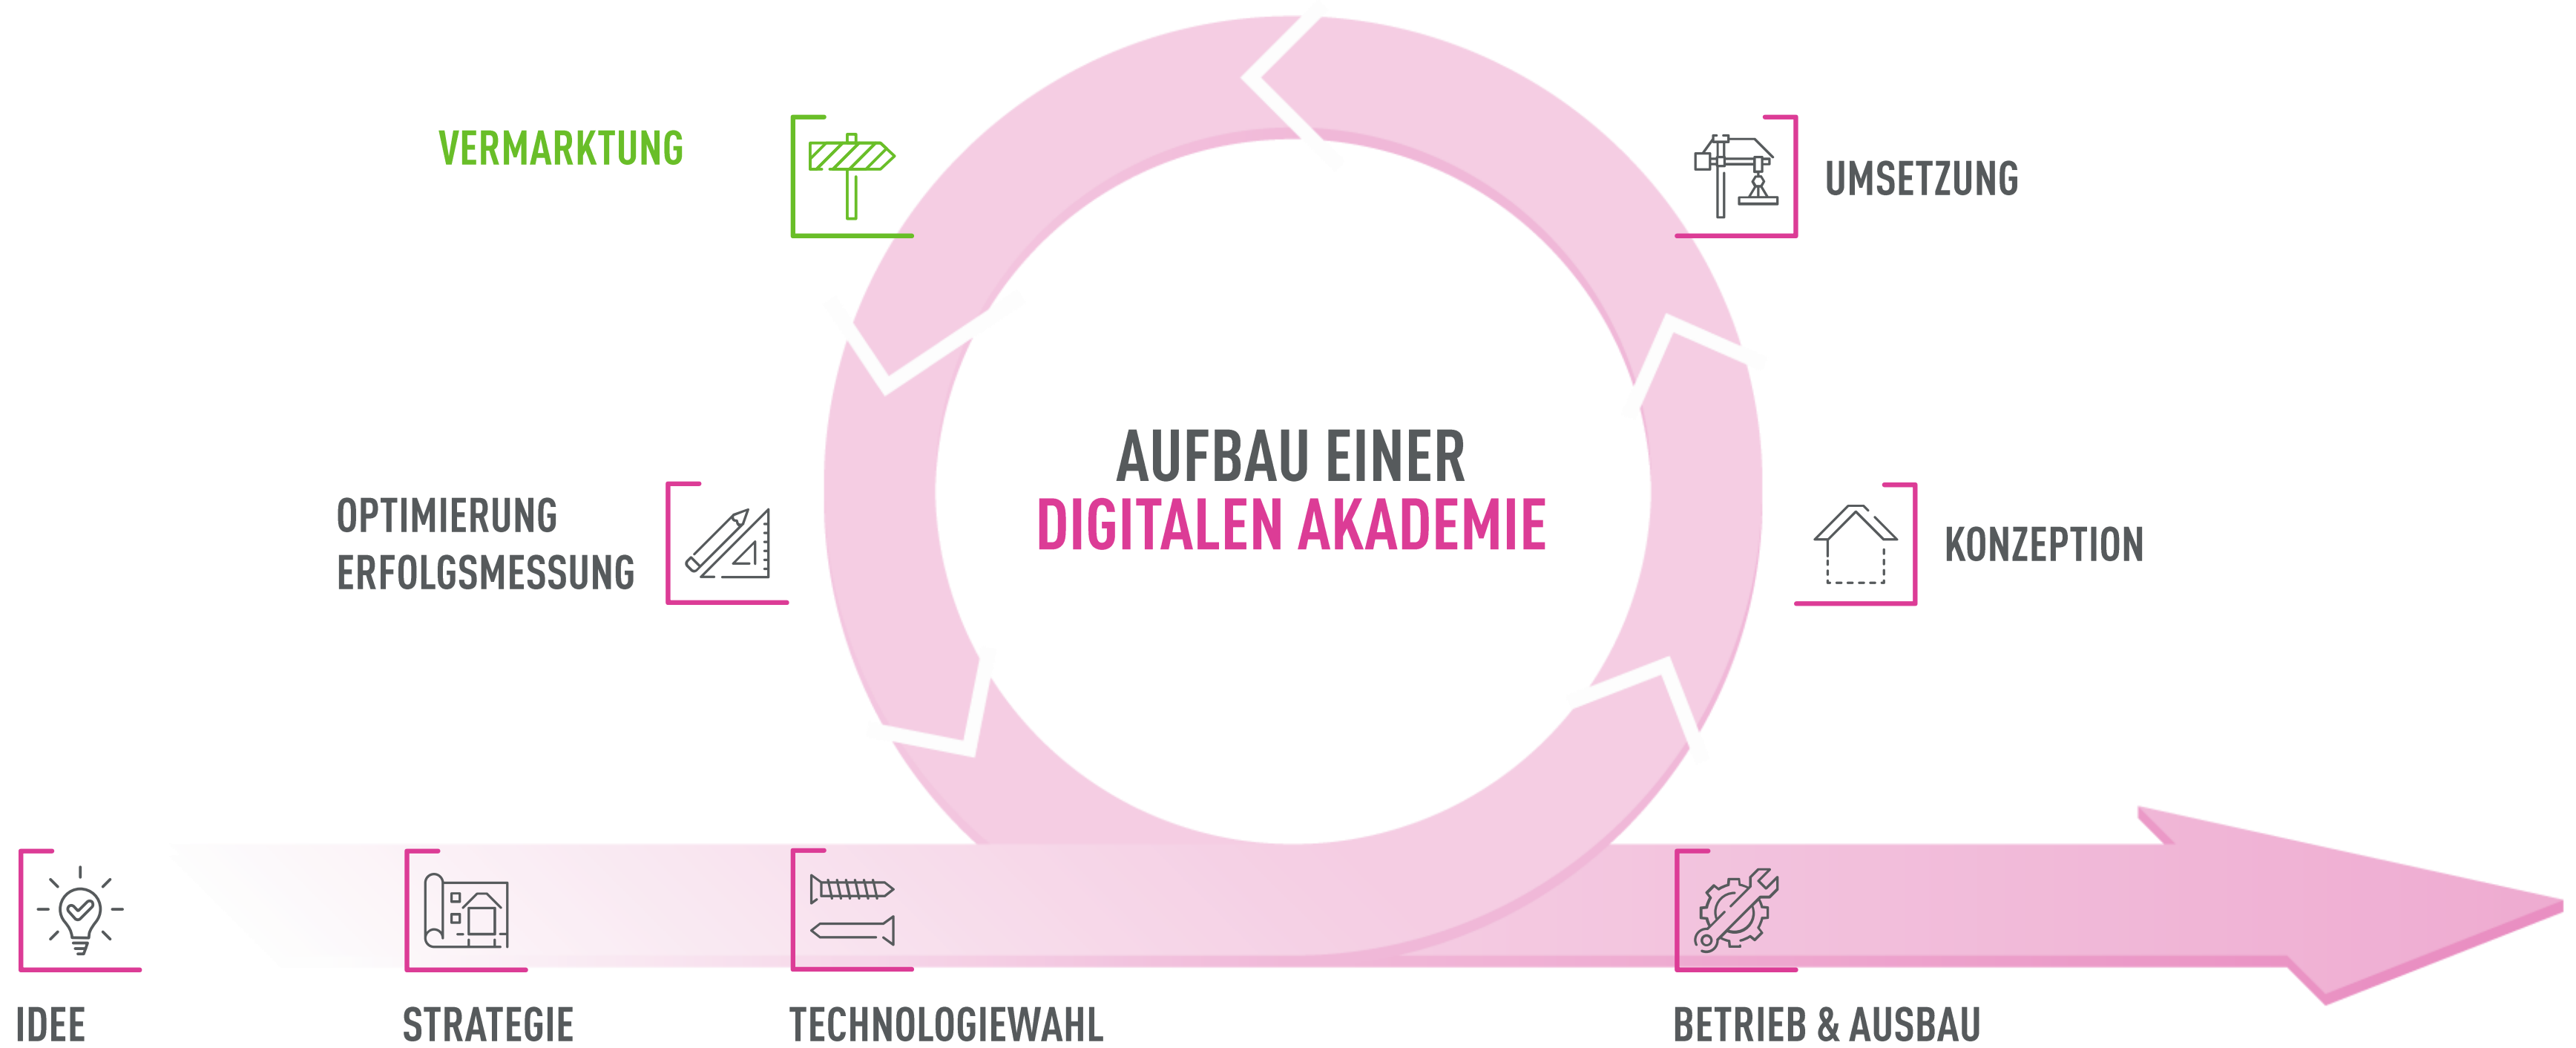 VERMARKTUNG
UMSETZUNG
AUFBAU EINER
DIGITALEN AKADEMIE
OPTIMIERUNG
ERFOLGSMESSUNG
KONZEPTION
IDEE
STRATEGIE
TECHNOLOGIEWAHL
BETRIEB & AUSBAU